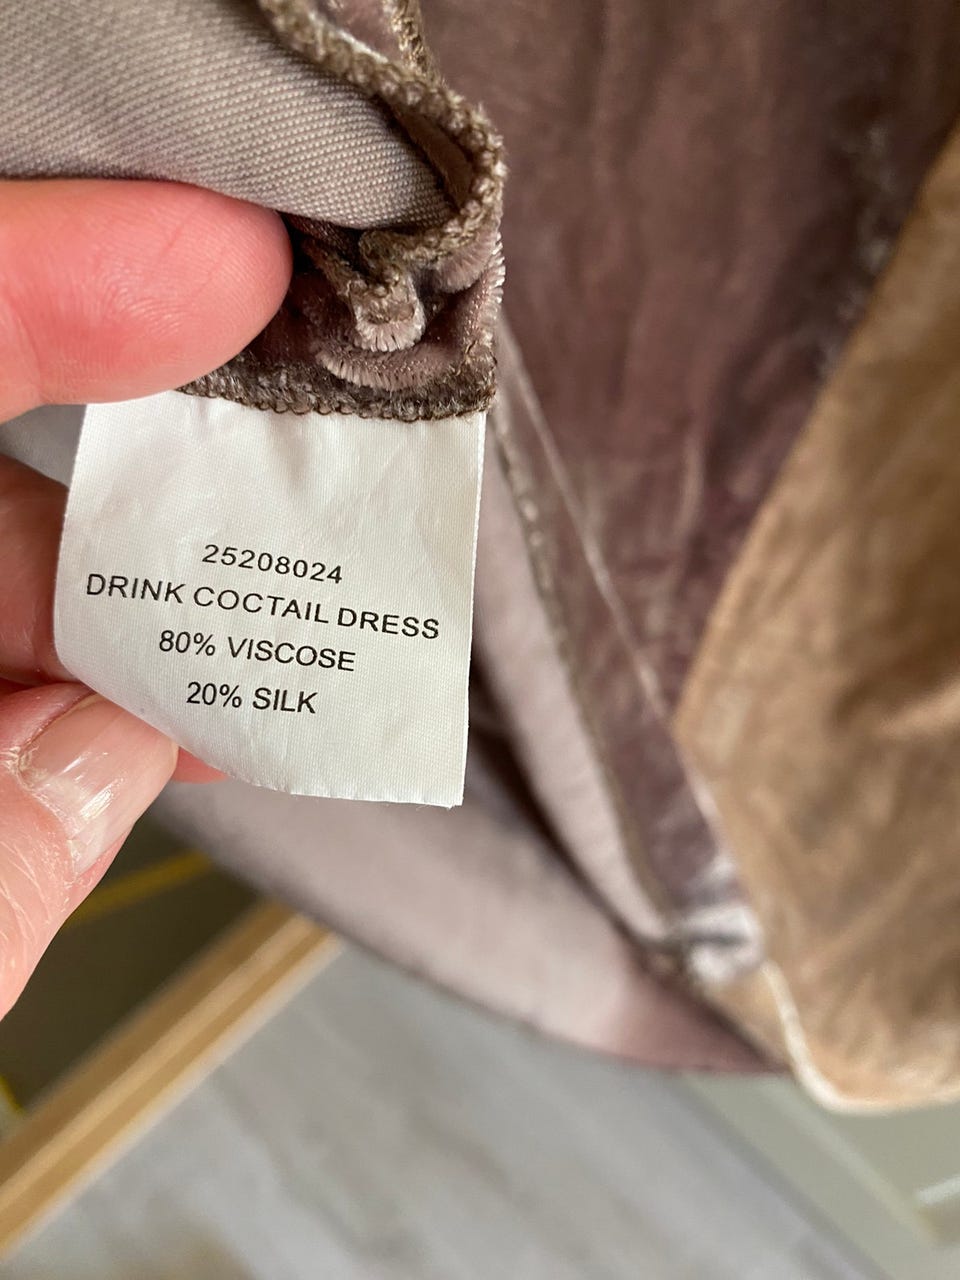 25208024
DRINK COCTAIL DRESS
80% VISCOSE
20% SILK